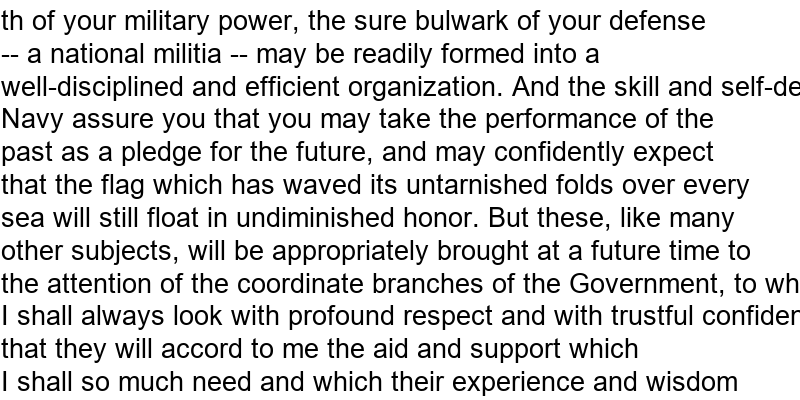 th of your military power, the sure bulwark of your defense
-- a national militia -- may be readily formed into a
well-disciplined and efficient organization. And the skill and self-de
Navy assure you that you may take the performance of the
past as a pledge for the future, and may confidently expect
that the flag which has waved its untarnished folds over every
sea will still float in undiminished honor. But these, like many
other subjects, will be appropriately brought at a future time to
the attention of the coordinate branches of the Government, to wh
I shall always look with profound respect and with trustful confiden
that they will accord to me the aid and support which
I shall so much need and which their experience and wisdom